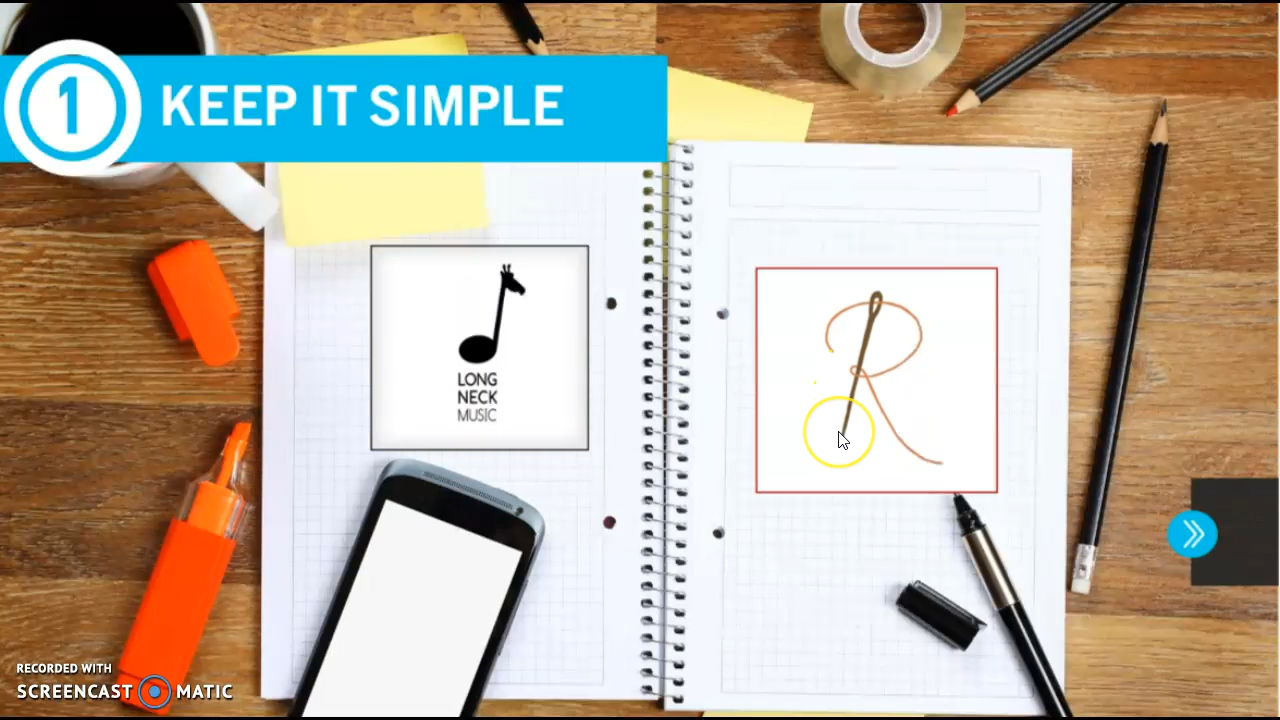 1 KEEP IT SIMPLE
LONG
NECK
MUSIC
R
RECORDED WITH
SCREENCAST MATIC